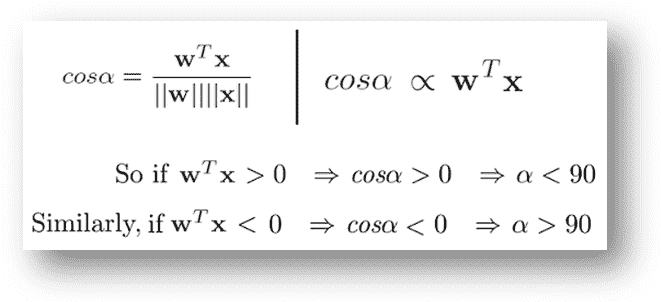 cosα = wᵀx / ||w||||x||
cosα ∝ wᵀx
So if wᵀx > 0 ⇒ cosα > 0 ⇒ α < 90
Similarly, if wᵀx < 0 ⇒ cosα < 0 ⇒ α > 90